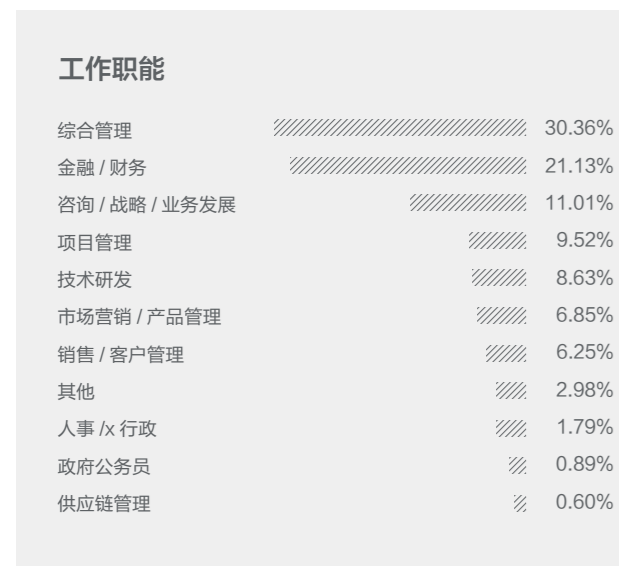 工作职能
综合管理 30.36%
金融 / 财务 21.13%
咨询 / 战略 / 业务发展 11.01%
项目管理 9.52%
技术研发 8.63%
市场营销 / 产品管理 6.85%
销售 / 客户管理 6.25%
其他 2.98%
人事 /x 行政 1.79%
政府公务员 0.89%
供应链管理 0.60%